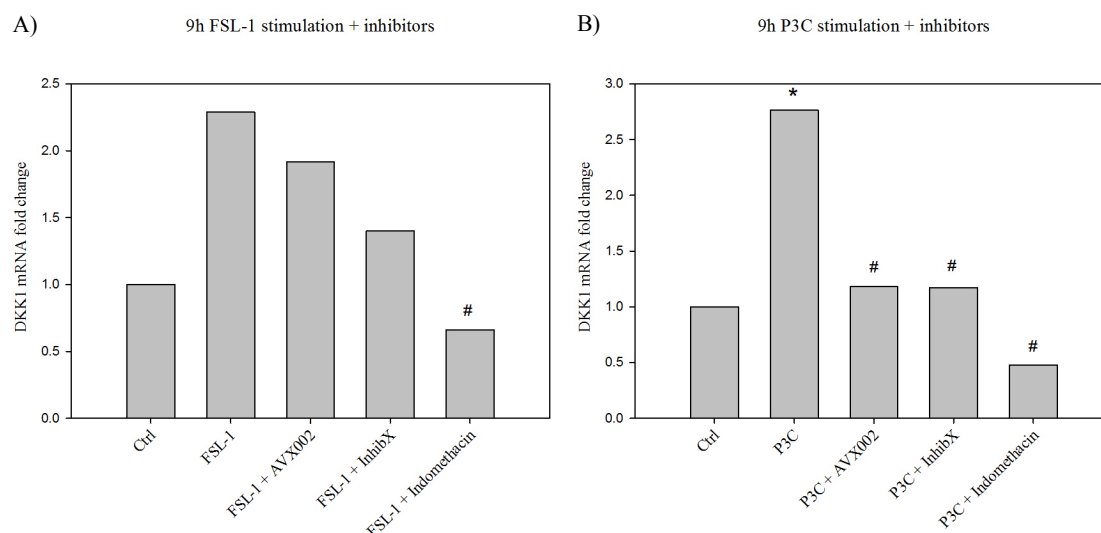 A)
9h FSL-1 stimulation + inhibitors
DKK1 mRNA fold change
2.5
2.0
1.5
1.0
0.5
0.0
#
Ctrl
FSL-1
FSL-1 + AVX002
FSL-1 + InhibX
FSL-1 + Indomethacin
B)
9h P3C stimulation + inhibitors
DKK1 mRNA fold change
3.0
2.5
2.0
1.5
1.0
0.5
0.0
*
#
#
#
Ctrl
P3C
P3C + AVX002
P3C + InhibX
P3C + Indomethacin